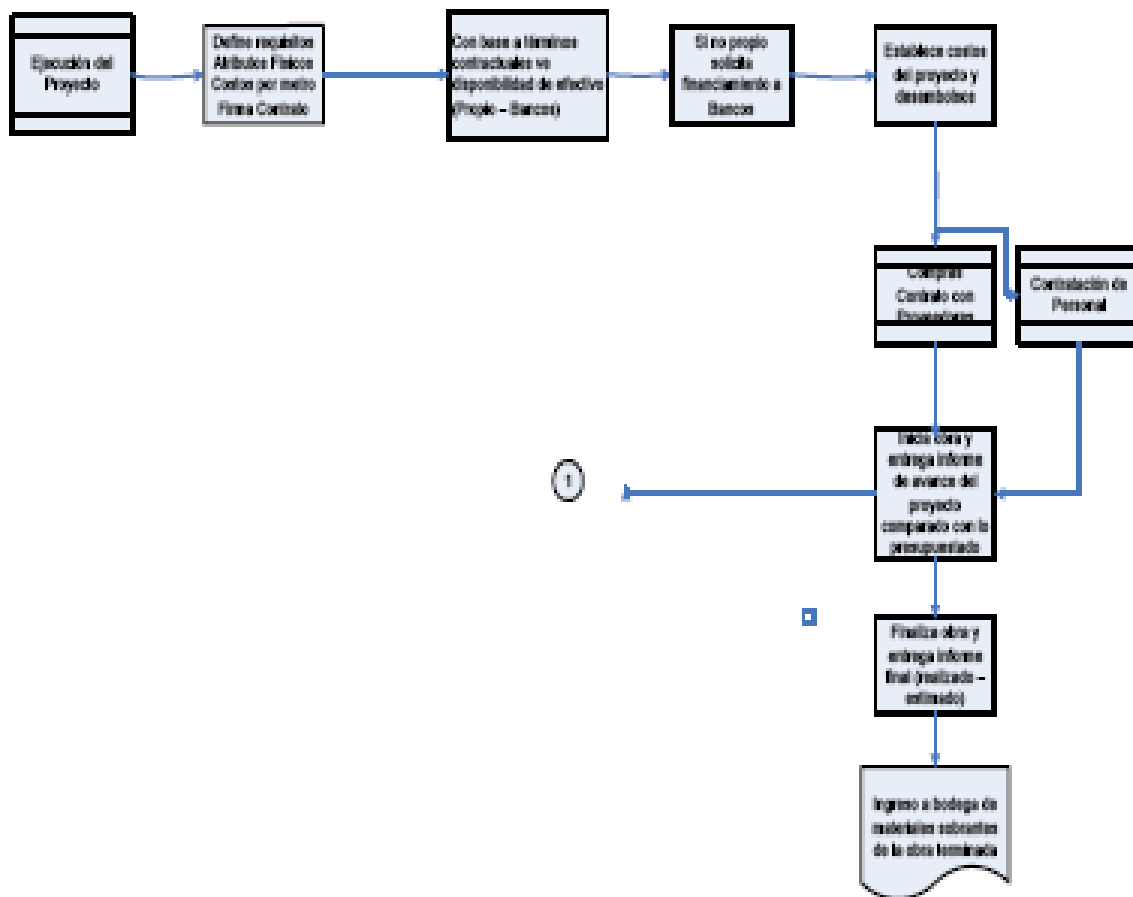 Ejecución del
Proyecto
Define requisitos
Atributos Físicos
Costos por metro
Firma Contrato
Con base a términos
contractuales ve
disponibilidad de efectivo
(Propio – Bancos)
Si no propio
solicita
financiamiento a
Bancos
Establece costos
del proyecto y
desembolsos
Contrato con
Proveedores
Contratación de
Personal
Inicia obra y
entrega informe
de avance del
proyecto
comparado con lo
presupuestado
1
Finaliza obra y
entrega informe
final (realizado –
estimado)
Ingreso a bodega de
materiales sobrantes
de la obra terminada